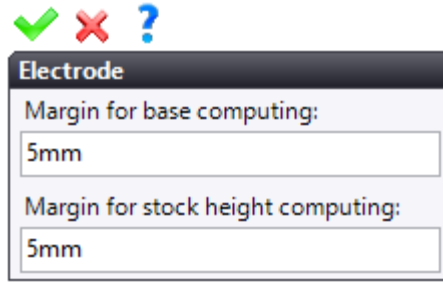 Electrode
Margin for base computing:
5mm
Margin for stock height computing:
5mm